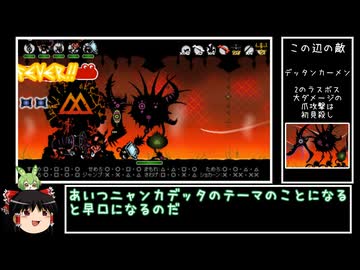 FEVER!!
この辺の敵
デッタンカーメン
2のラスボス
大ダメージの
爪攻撃は
初見殺し
あいつニャンカデッタのテーマのことになる
と早口になるのだ